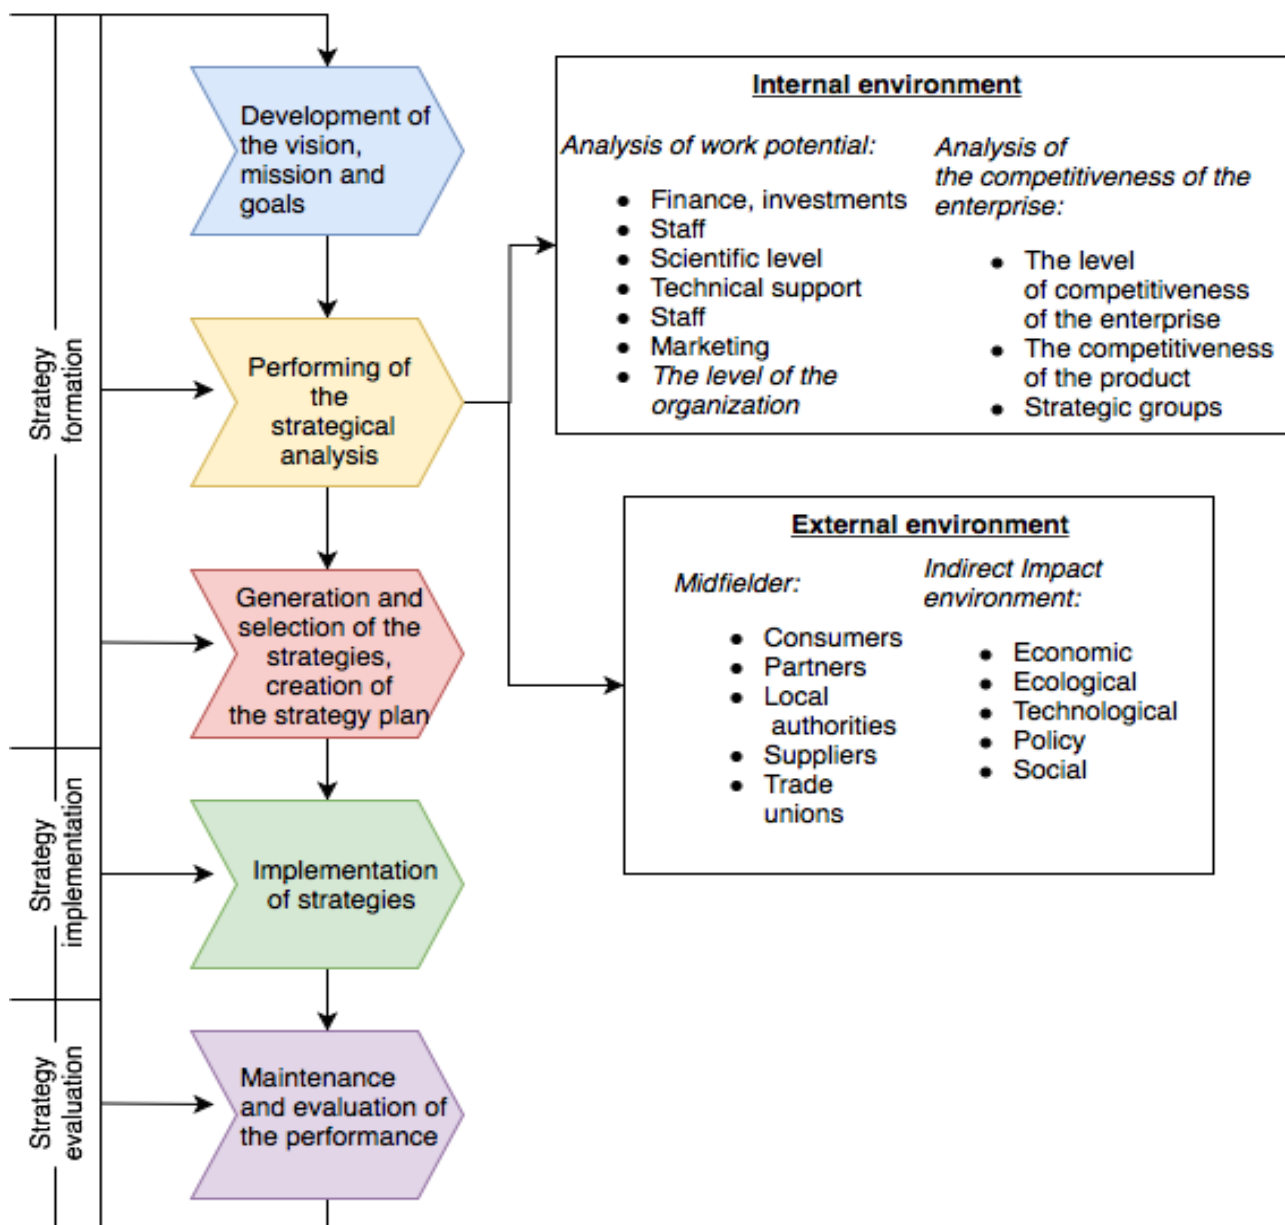 Strategy
formation
Strategy
implementation
Strategy
evaluation
Development of
the vision,
mission and
goals
Performing of
the
strategical
analysis
Generation and
selection of the
strategies,
creation of
the strategy plan
Implementation
of strategies
Maintenance
and evaluation of
the performance
Internal environment
Analysis of work potential:
● Finance, investments
● Staff
● Scientific level
● Technical support
● Staff
● Marketing
● The level of the
organization
Analysis of
the competitiveness of the
enterprise:
● The level
of competitiveness
of the enterprise
● The competitiveness
of the product
● Strategic groups
External environment
Midfielder:
● Consumers
● Partners
● Local
authorities
● Suppliers
● Trade
unions
Indirect Impact
environment:
● Economic
● Ecological
● Technological
● Policy
● Social